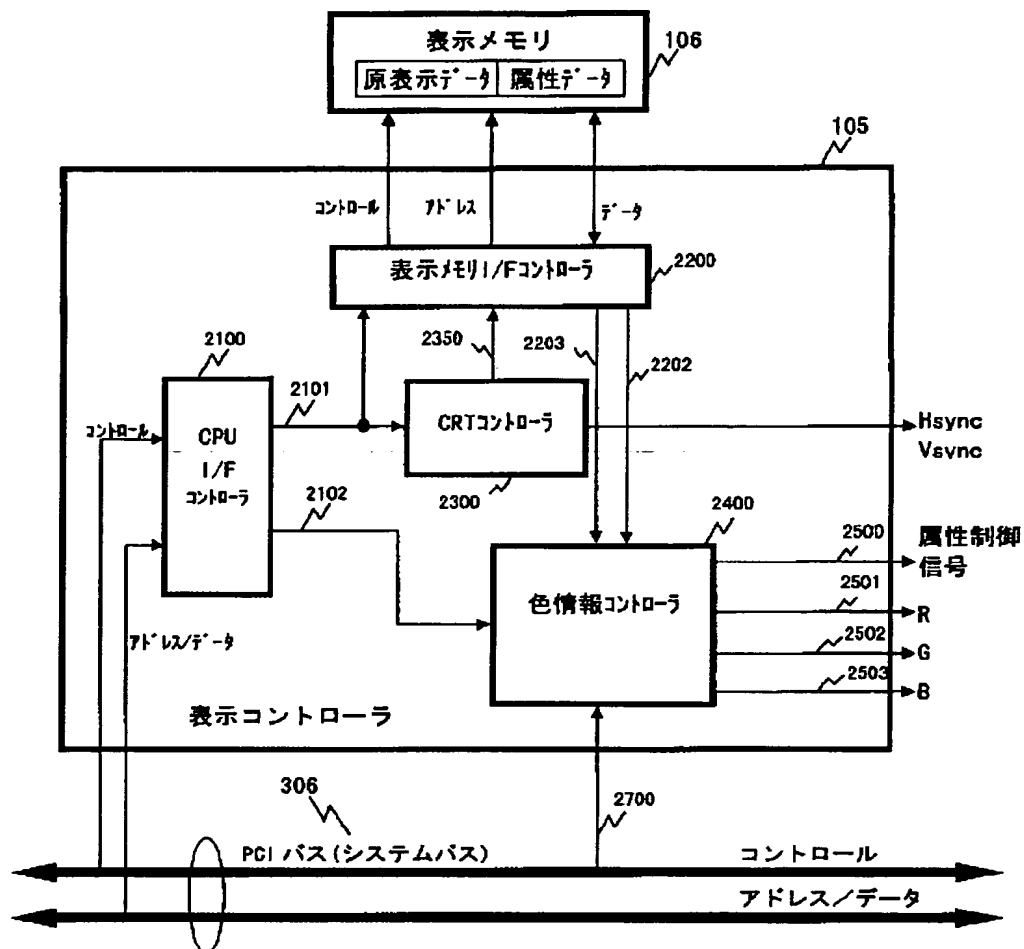 表示メモリ
106
原表示データ 属性データ
105
コントロール
アドレス
データ
表示メモリI/Fコントローラ
2200
2100
2101
2350
2203
2202
CPU
I/F
コントローラ
コントロール
CRTコントローラ
Hsync
Vsync
2300
2102
2400
2500
属性制御
信号
色情報コントローラ
2501
R
2502
G
2503
B
アドレス/データ
表示コントローラ
306
2700
PCI バス(システムバス)
コントロール
アドレス/データ